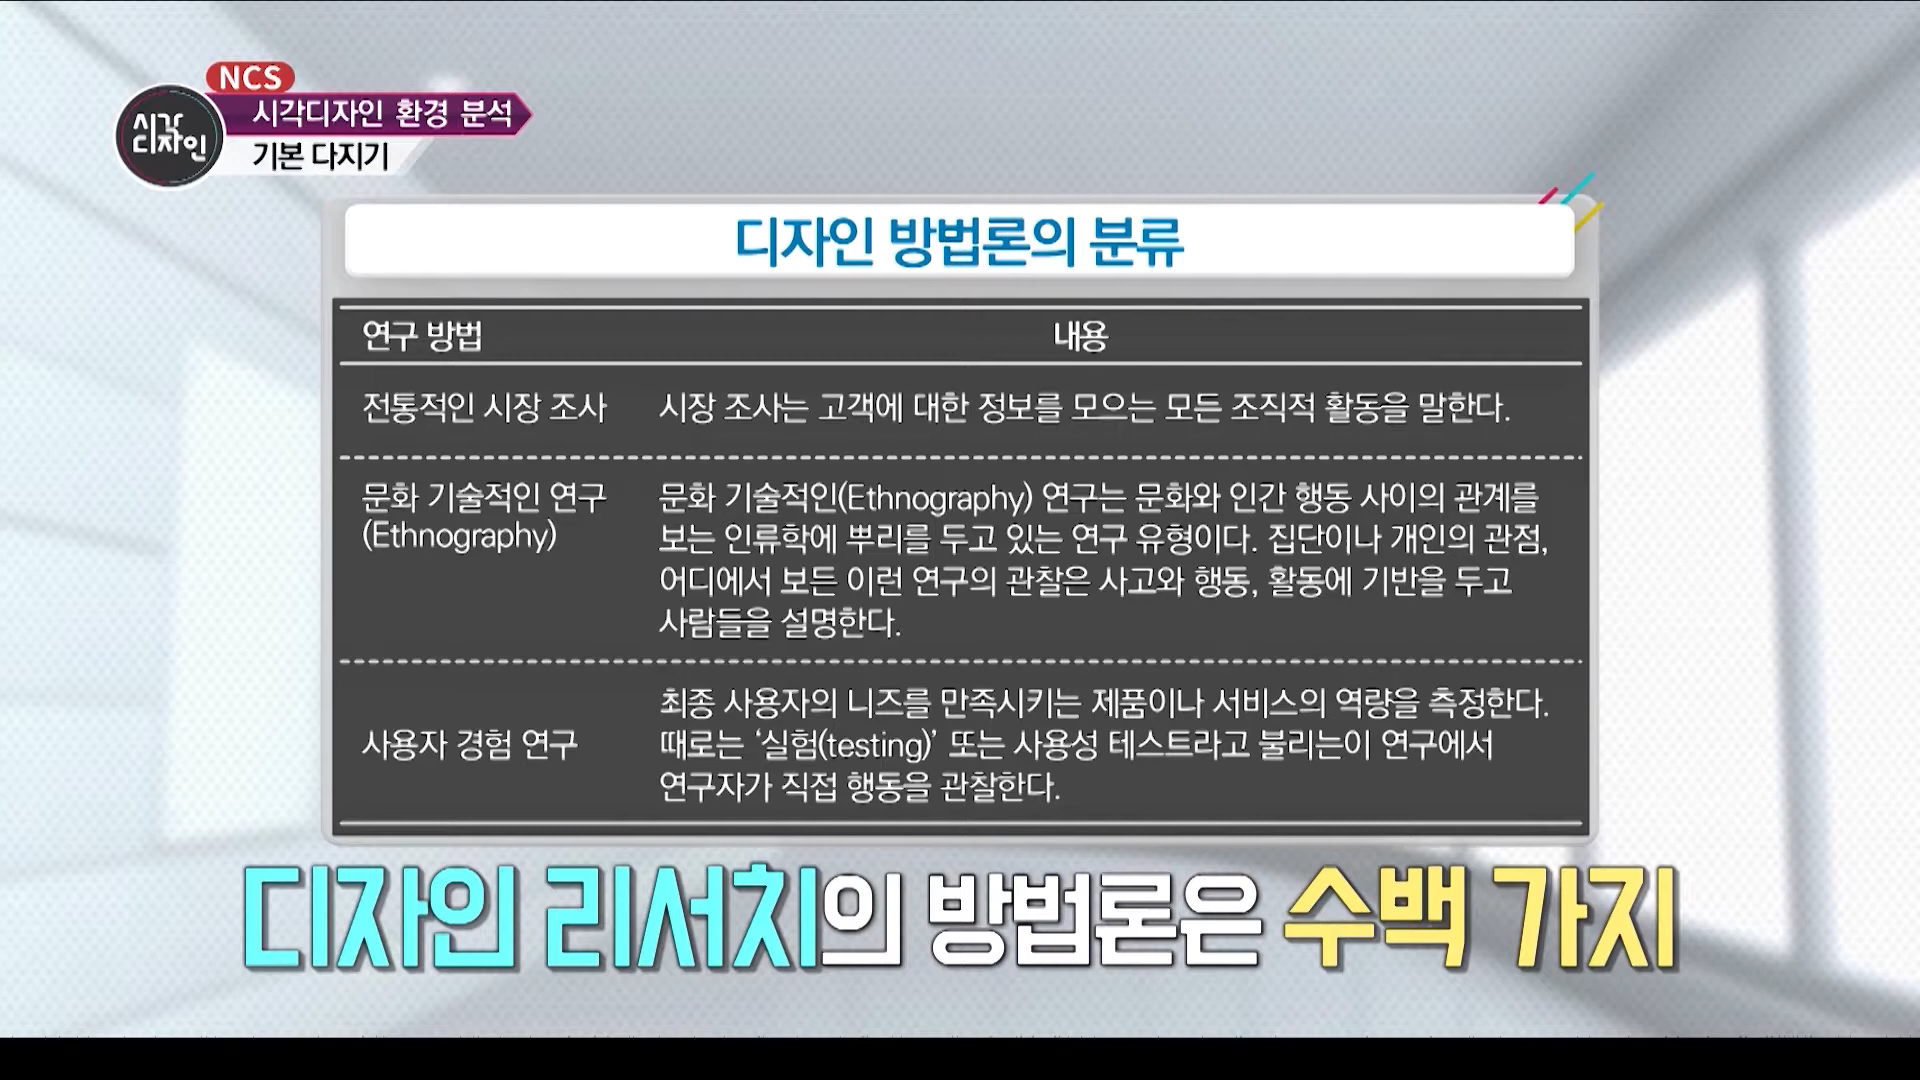 NCS
시각
디자인
시각디자인 환경 분석
기본 다지기
디자인 방법론의 분류
연구 방법 내용
전통적인 시장 조사 시장 조사는 고객에 대한 정보를 모으는 모든 조직적 활동을 말한다.
문화 기술적인 연구
(Ethnography)
문화 기술적인(Ethnography) 연구는 문화와 인간 행동 사이의 관계를
보는 인류학에 뿌리를 두고 있는 연구 유형이다. 집단이나 개인의 관점,
어디에서 보든 이런 연구의 관찰은 사고와 행동, 활동에 기반을 두고
사람들을 설명한다.
사용자 경험 연구
최종 사용자의 니즈를 만족시키는 제품이나 서비스의 역량을 측정한다.
때로는 ‘실험(testing)’ 또는 사용성 테스트라고 불리는이 연구에서
연구자가 직접 행동을 관찰한다.
디자인 리서치의 방법론은 수백 가지